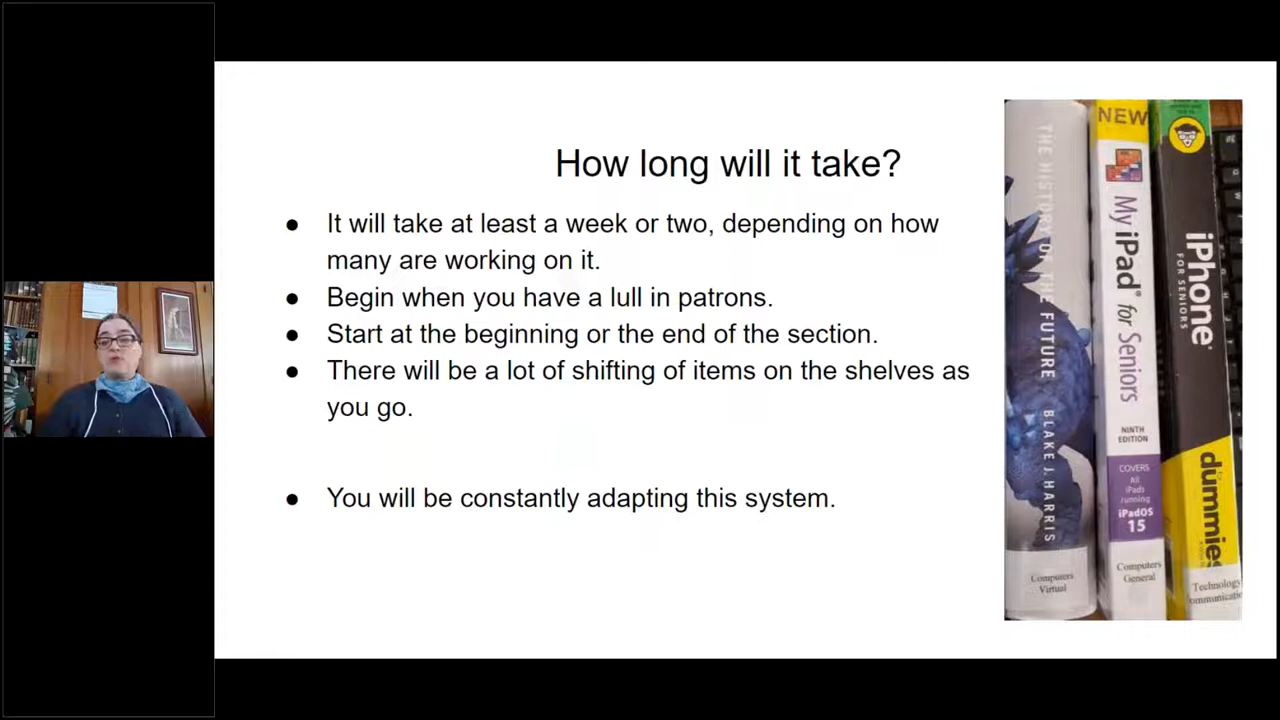 How long will it take?
● It will take at least a week or two, depending on how
many are working on it.
● Begin when you have a lull in patrons.
● Start at the beginning or the end of the section.
● There will be a lot of shifting of items on the shelves as
you go.
● You will be constantly adapting this system.
THE HISTORY OF THE FUTURE BLAKE J. HARRIS
Computers
Virtual
NEW
My iPad® for Seniors
NINTH
EDITION
COVERS
All
iPads
running
iPadOS
15
Computers
General
iPhone
FOR SENIORS
for
dummies
Technology